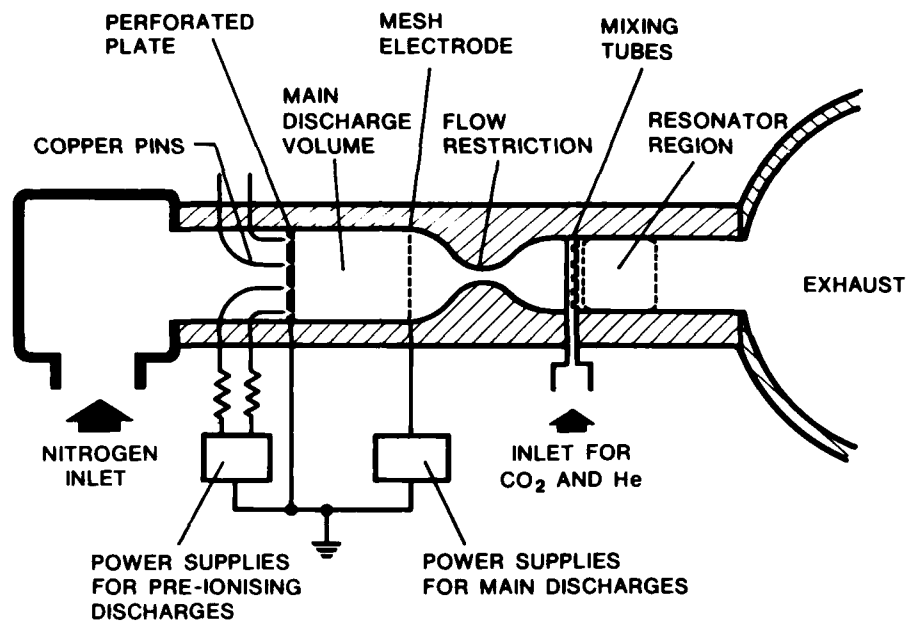 PERFORATED
PLATE
MESH
ELECTRODE
MIXING
TUBES
MAIN
DISCHARGE
VOLUME
FLOW
RESTRICTION
RESONATOR
REGION
COPPER PINS
EXHAUST
NITROGEN
INLET
INLET FOR
CO₂ AND He
POWER SUPPLIES
FOR PRE-IONISING
DISCHARGES
POWER SUPPLIES
FOR MAIN DISCHARGES